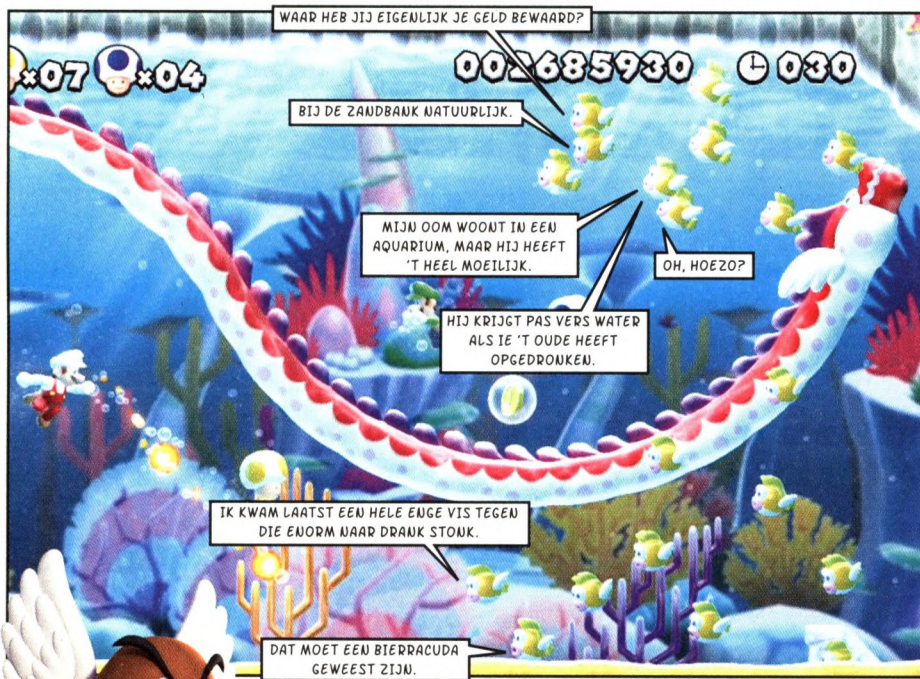 WAAR HEB JIJ EIGENLIJK JE GELD BEWAARD?
×07 ×04
002685930 030
BIJ DE ZANDBANK NATUURLIJK.
MIJN OOM WOONT IN EEN
AQUARIUM, MAAR HIJ HEEFT
'T HEEL MOEILIJK.
OH, HOEZO?
HIJ KRIJGT PAS VERS WATER
ALS IE 'T OUDE HEEFT
OPGEDRONKEN.
IK KWAM LAATST EEN HELE ENGE VIS TEGEN
DIE ENORM NAAR DRANK STONK.
DAT MOET EEN BIERRACUDA
GEWEEST ZIJN.